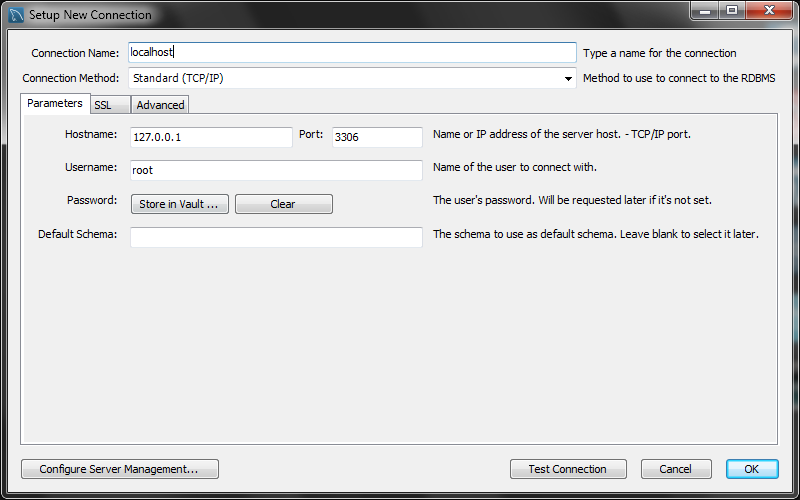 Setup New Connection
Connection Name: localhost Type a name for the connection
Connection Method: Standard (TCP/IP) Method to use to connect to the RDBMS
Parameters SSL Advanced
Hostname: 127.0.0.1 Port: 3306 Name or IP address of the server host. - TCP/IP port.
Username: root Name of the user to connect with.
Password: Store in Vault ... Clear The user's password. Will be requested later if it's not set.
Default Schema: The schema to use as default schema. Leave blank to select it later.
Configure Server Management... Test Connection Cancel OK